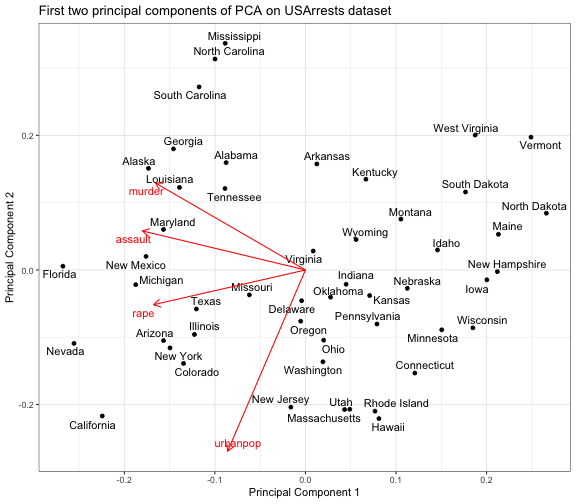 First two principal components of PCA on USArrests dataset
Mississippi
North Carolina
South Carolina
West Virginia
0.2
Vermont
Georgia
Alaska
Alabama
Arkansas
Kentucky
Louisiana
murder
Tennessee
South Dakota
North Dakota
Maryland
Montana
Maine
assault
Wyoming
Idaho
Virginia
New Mexico
New Hampshire
0.0
Florida
Michigan
Missouri
Indiana
Nebraska
Iowa
Texas
Oklahoma
Kansas
rape
Delaware
Pennsylvania
Wisconsin
Arizona
Illinois
Oregon
Minnesota
Nevada
New York
Ohio
Colorado
Washington
Connecticut
New Jersey
Utah
Rhode Island
-0.2
California
Massachusetts
Hawaii
urbanpop
-0.2
-0.1
0.0
0.1
0.2
Principal Component 1
Principal Component 2